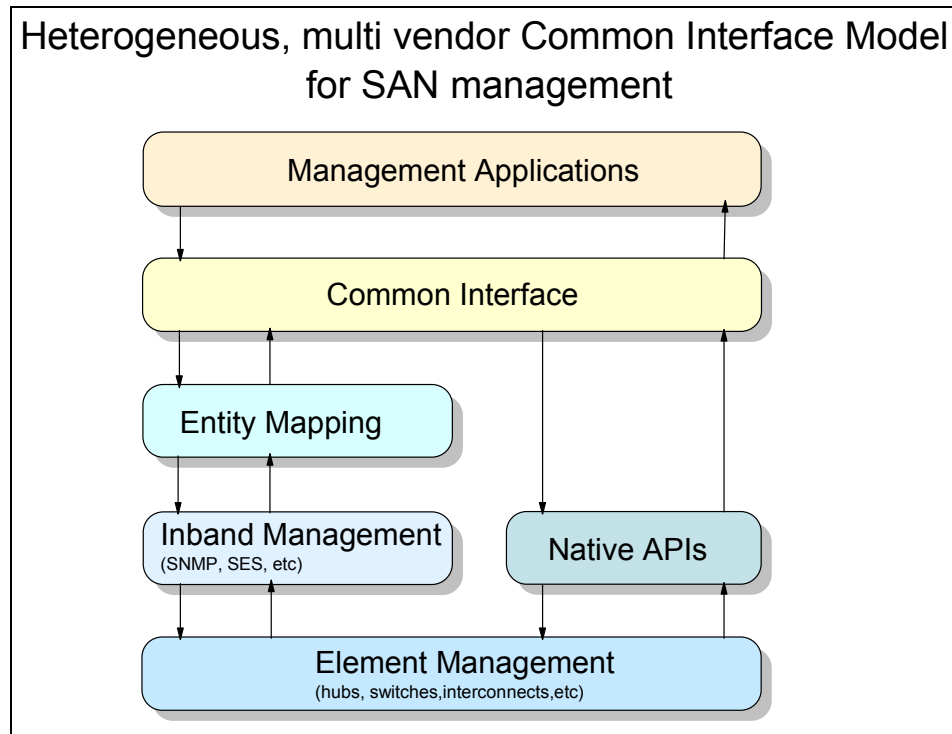 Heterogeneous, multi vendor Common Interface Model
for SAN management
Management Applications
Common Interface
Entity Mapping
Inband Management
(SNMP, SES, etc)
Native APIs
Element Management
(hubs, switches,interconnects,etc)